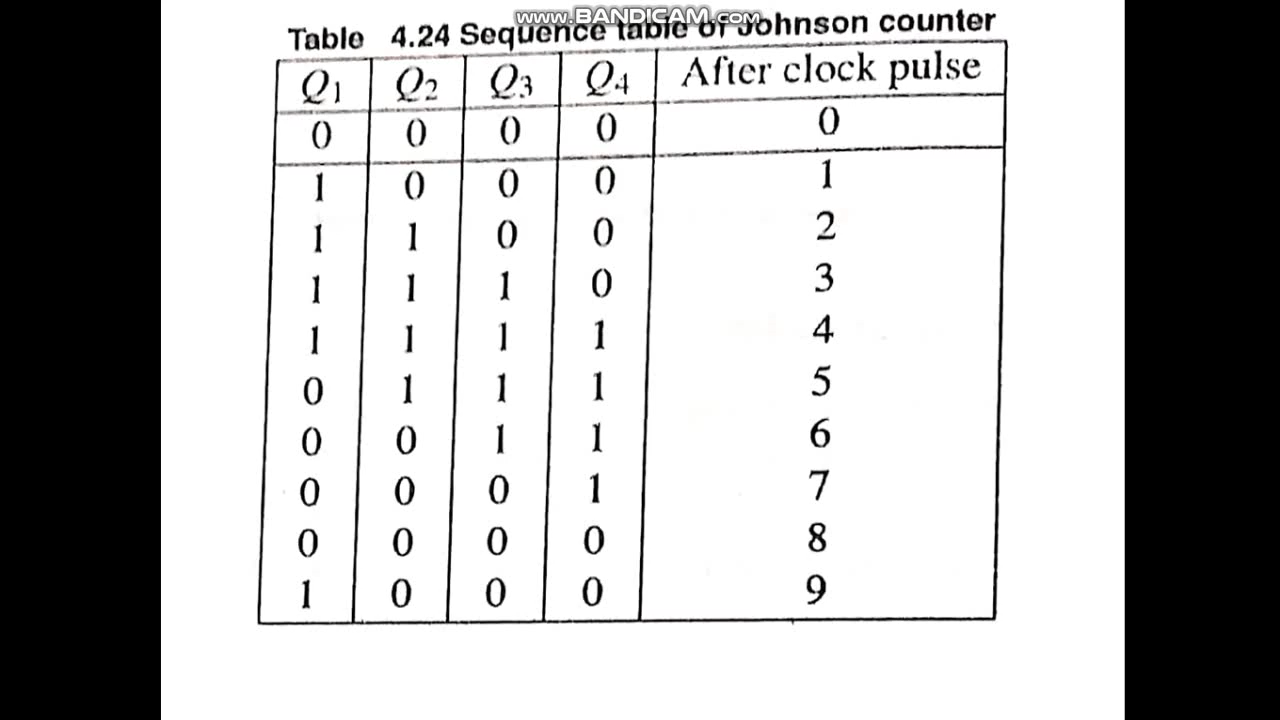 www.BANDICAM.com
Table 4.24 Sequence table of Johnson counter
Q1 Q2 Q3 Q4 After clock pulse
0 0 0 0 0
1 0 0 0 1
1 1 0 0 2
1 1 1 0 3
1 1 1 1 4
0 1 1 1 5
0 0 1 1 6
0 0 0 1 7
0 0 0 0 8
1 0 0 0 9